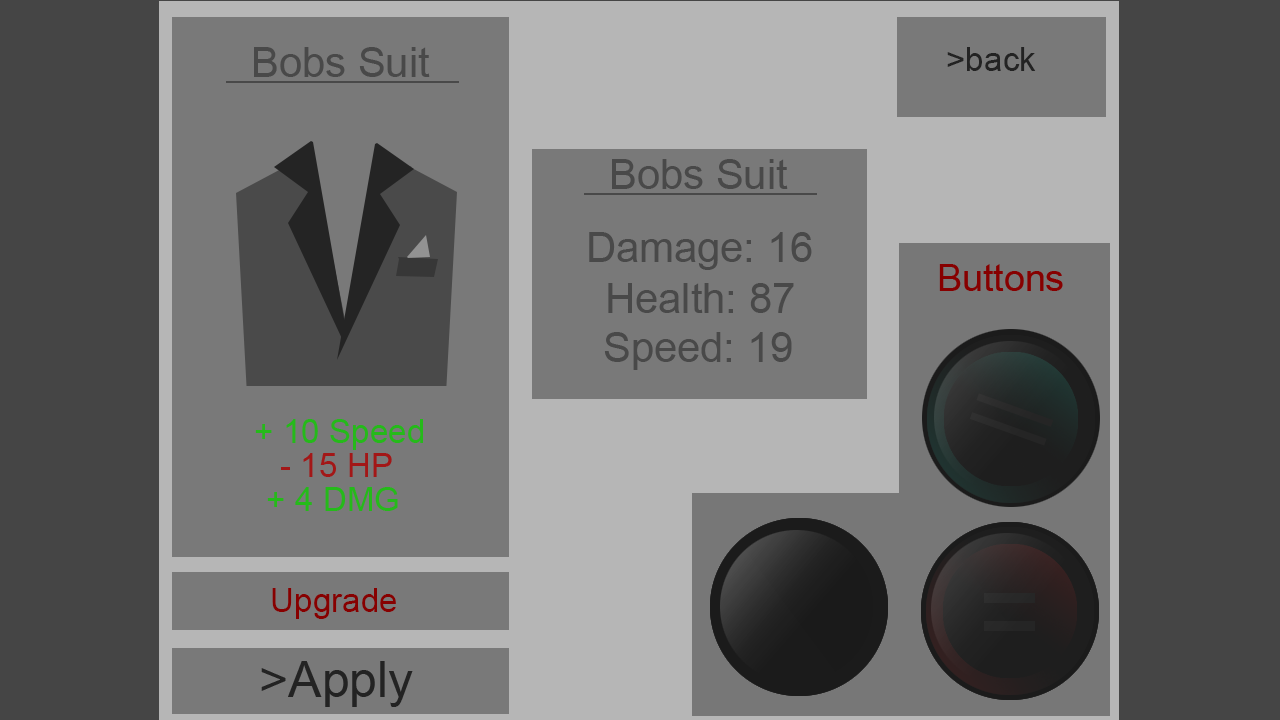 Bobs Suit
+ 10 Speed
- 15 HP
+ 4 DMG
Upgrade
>Apply
Bobs Suit
Damage: 16
Health: 87
Speed: 19
>back
Buttons